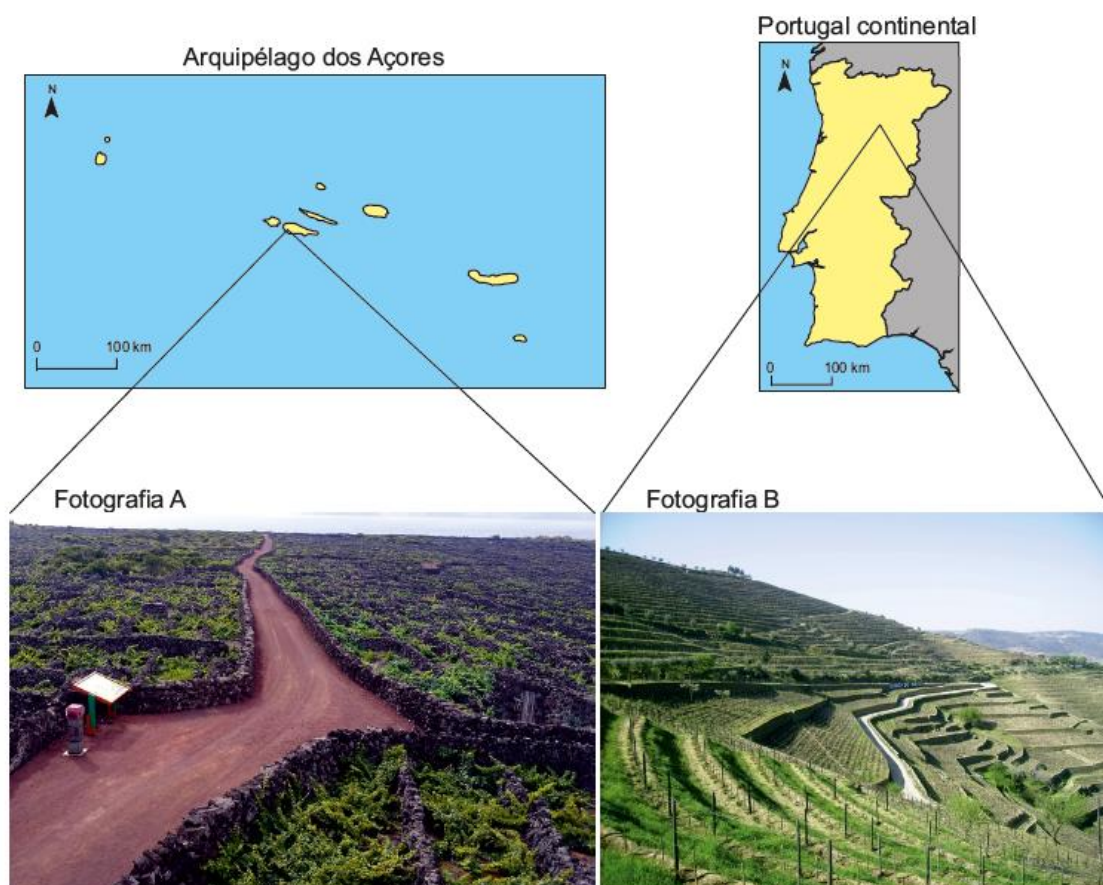 Arquipélago dos Açores
Portugal continental
N
N
0 100 km
0 100 km
Fotografia A
Fotografia B